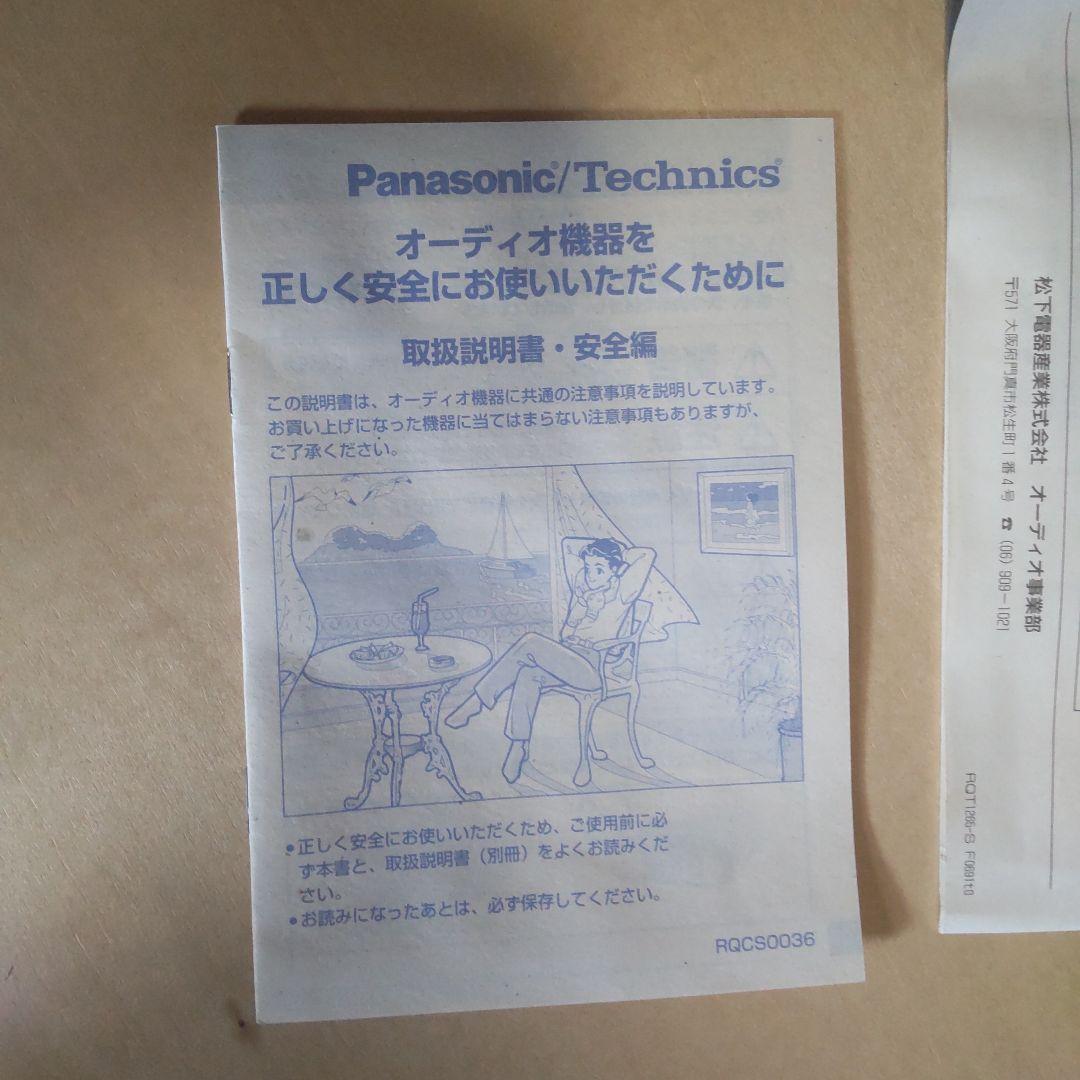 Panasonic®/Technics®
オーディオ機器を
正しく安全にお使いいただくために
取扱説明書・安全編
この説明書は、オーディオ機器に共通の注意事項を説明しています。
お買い上げになった機器に当てはまらない注意事項もありますが、
ご了承ください。
●正しく安全にお使いいただくため、ご使用前に必
ず本書と、取扱説明書（別冊）をよくお読みくだ
さい。
●お読みになったあとは、必ず保存してください。
RQCS0036
松下電器産業株式会社 オーディオ事業部
〒571 大阪府門真市松生町1番4号 ☎ (06) 909-1021
RQT1265-S F0691t0